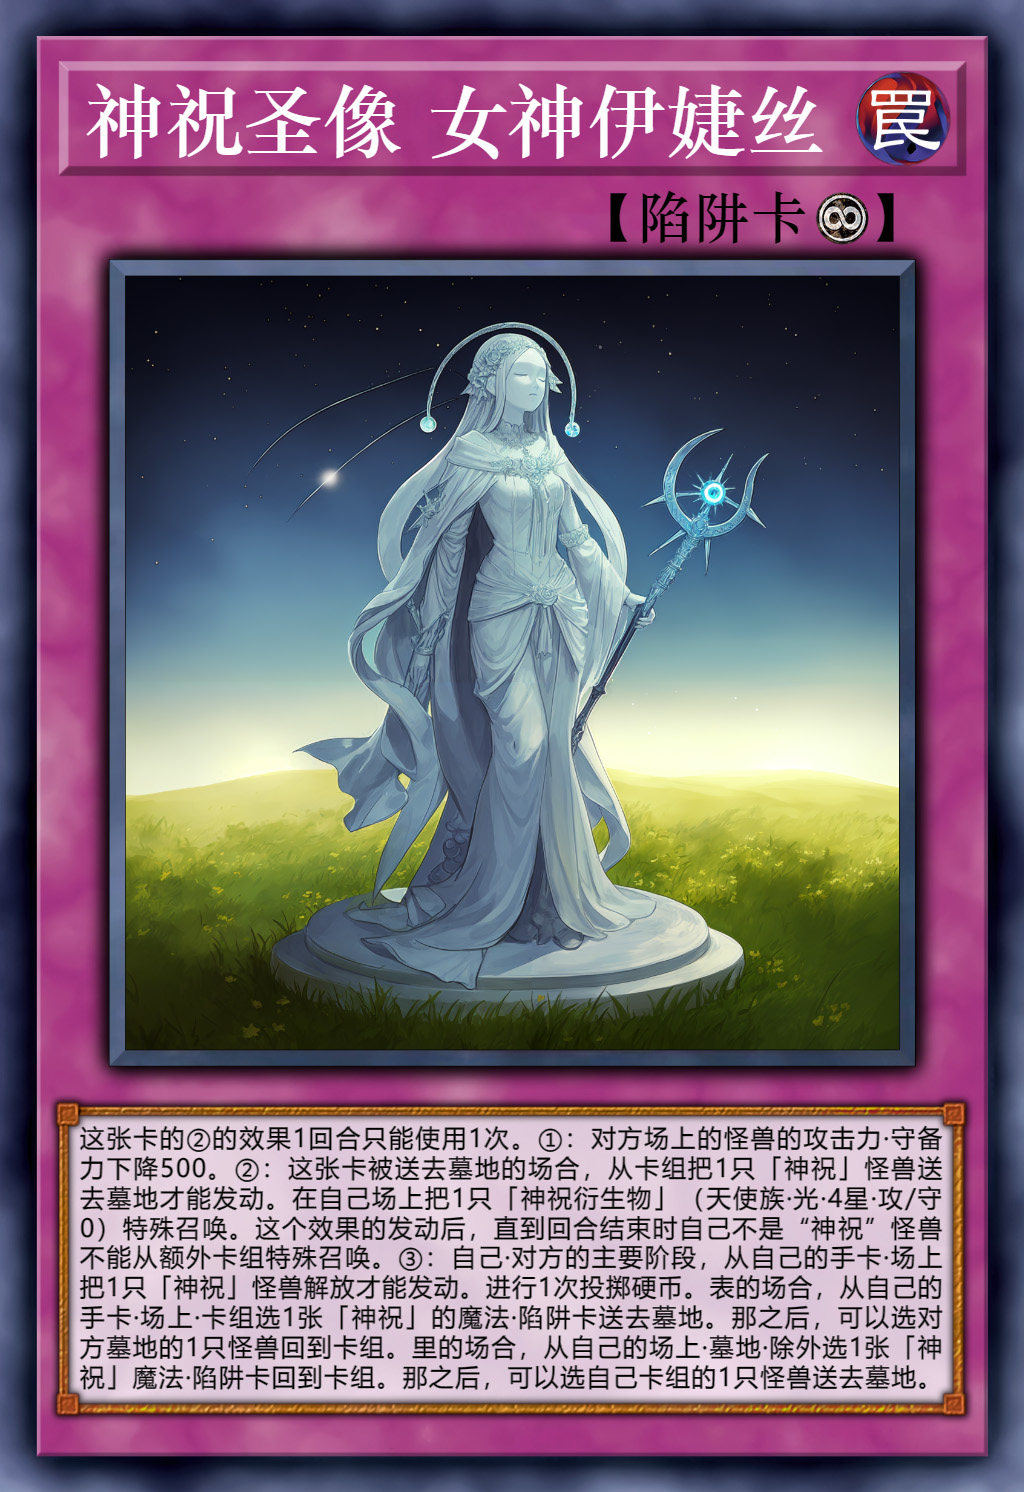 神祝圣像 女神伊婕丝
罠
【陷阱卡♾】
这张卡的②的效果1回合只能使用1次。①：对方场上的怪兽的攻击力·守备
力下降500。②：这张卡被送去墓地的场合，从卡组把1只「神祝」怪兽送
去墓地才能发动。在自己场上把1只「神祝衍生物」（天使族·光·4星·攻/守
0）特殊召唤。这个效果的发动后，直到回合结束时自己不是“神祝”怪兽
不能从额外卡组特殊召唤。③：自己·对方的主要阶段，从自己的手卡·场上
把1只「神祝」怪兽解放才能发动。进行1次投掷硬币。表的场合，从自己的
手卡·场上·卡组选1张「神祝」的魔法·陷阱卡送去墓地。那之后，可以选对
方墓地的1只怪兽回到卡组。里的场合，从自己的场上·墓地·除外选1张「神
祝」魔法·陷阱卡回到卡组。那之后，可以选自己卡组的1只怪兽送去墓地。